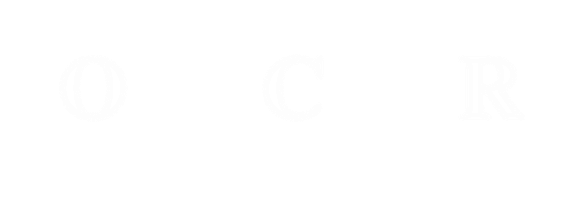 𝕆 ℂ ℝ